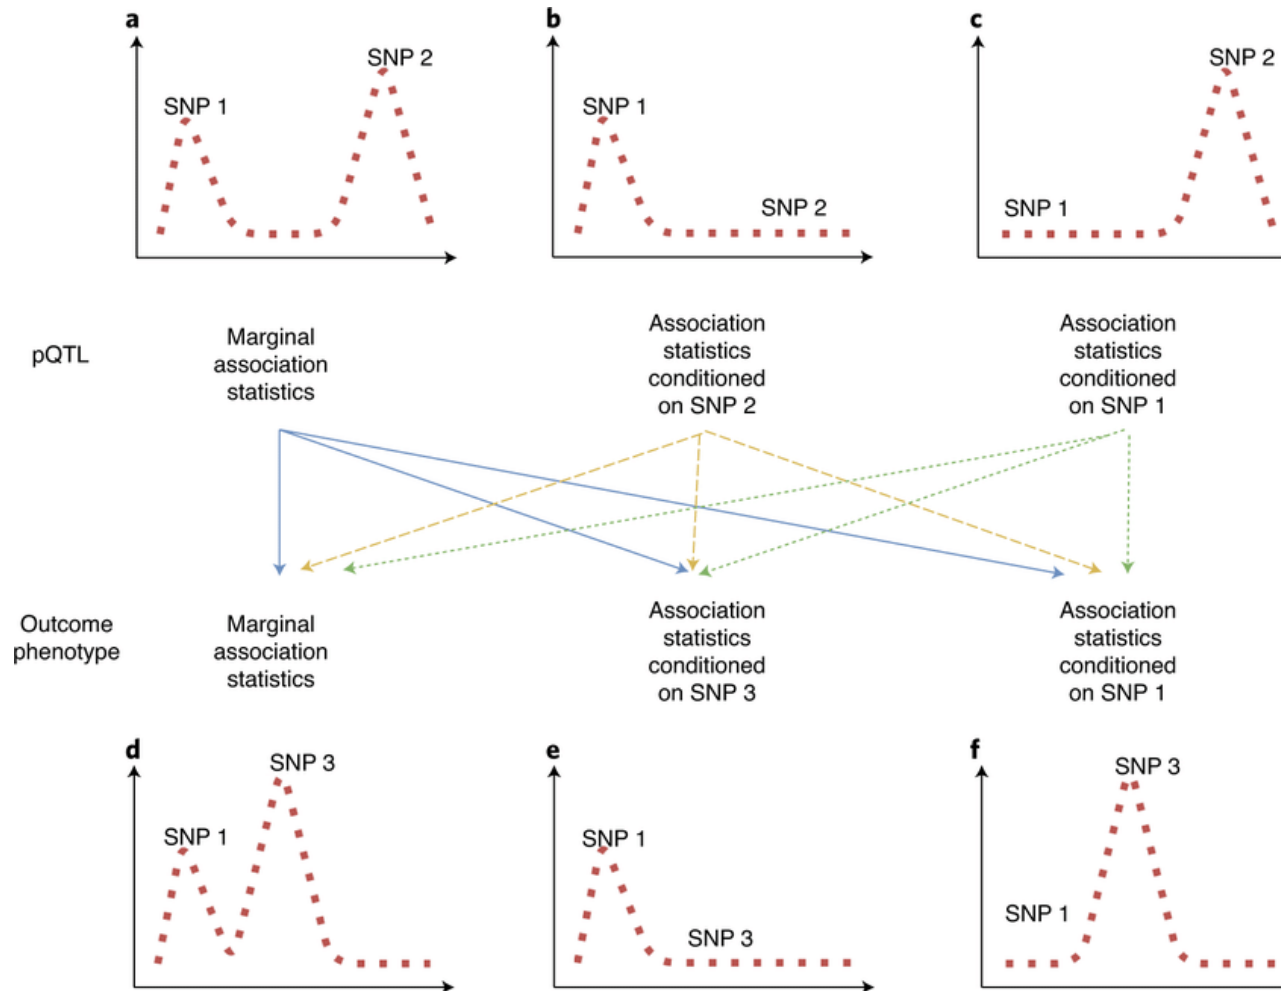 a
b
c
SNP 1
SNP 2
SNP 1
SNP 2
SNP 1
SNP 2
pQTL
Marginal
association
statistics
Association
statistics
conditioned
on SNP 2
Association
statistics
conditioned
on SNP 1
Outcome
phenotype
Marginal
association
statistics
Association
statistics
conditioned
on SNP 3
Association
statistics
conditioned
on SNP 1
d
e
f
SNP 1
SNP 3
SNP 1
SNP 3
SNP 1
SNP 3